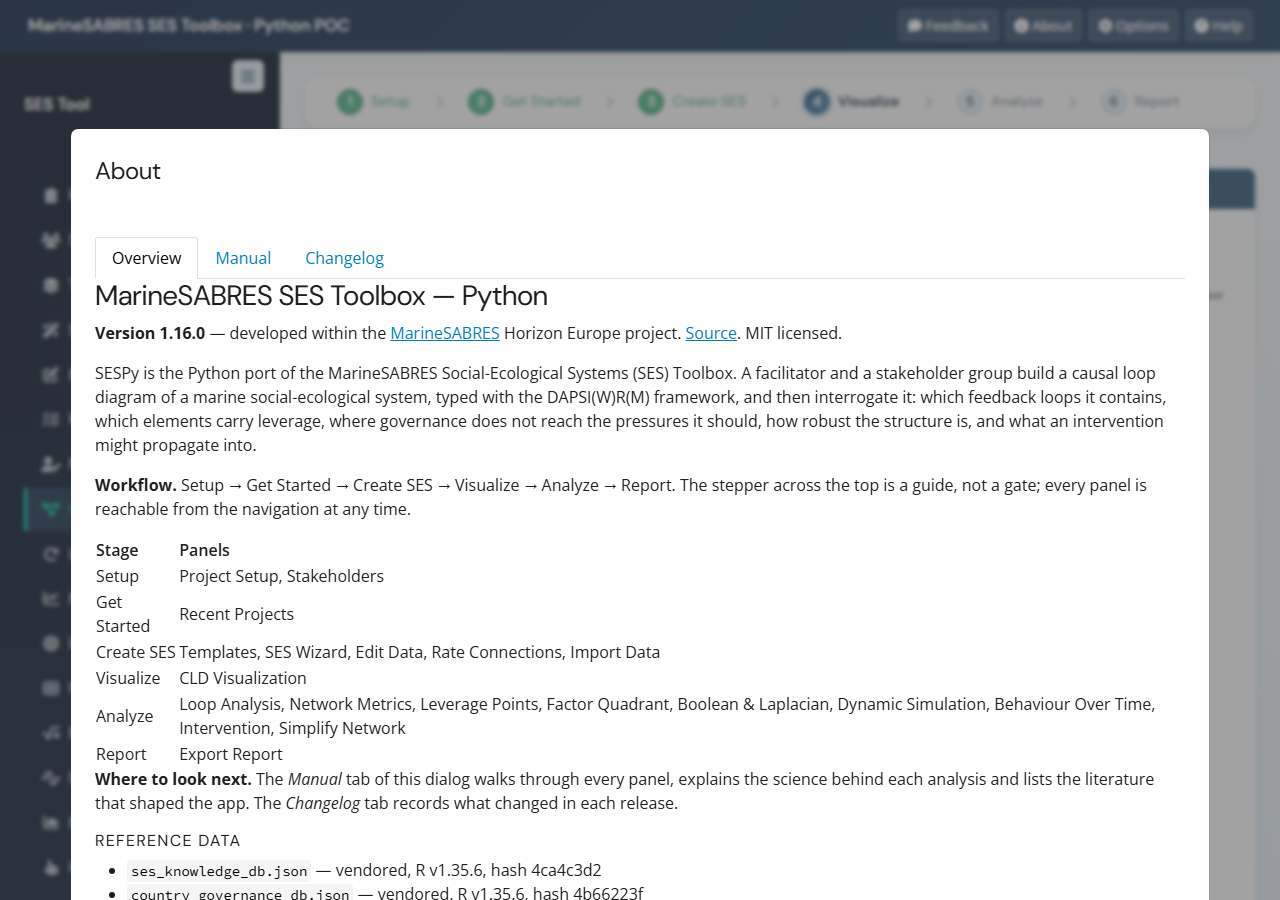 MarineSABRES SES Toolbox · Python POC
Feedback
About
Options
Help
SES Tool
1 Setup
2 Get Started
3 Create SES
4 Visualize
5 Analyze
6 Report
About
Overview
Manual
Changelog
MarineSABRES SES Toolbox — Python
Version 1.16.0 — developed within the MarineSABRES Horizon Europe project. Source. MIT licensed.
SESPy is the Python port of the MarineSABRES Social-Ecological Systems (SES) Toolbox. A facilitator and a stakeholder group build a causal loop
diagram of a marine social-ecological system, typed with the DAPSI(W)R(M) framework, and then interrogate it: which feedback loops it contains,
which elements carry leverage, where governance does not reach the pressures it should, how robust the structure is, and what an intervention
might propagate into.
Workflow. Setup → Get Started → Create SES → Visualize → Analyze → Report. The stepper across the top is a guide, not a gate; every panel is
reachable from the navigation at any time.
Stage Panels
Setup Project Setup, Stakeholders
Get
Started
Recent Projects
Create SES Templates, SES Wizard, Edit Data, Rate Connections, Import Data
Visualize CLD Visualization
Analyze
Loop Analysis, Network Metrics, Leverage Points, Factor Quadrant, Boolean & Laplacian, Dynamic Simulation, Behaviour Over Time,
Intervention, Simplify Network
Report Export Report
Where to look next. The Manual tab of this dialog walks through every panel, explains the science behind each analysis and lists the literature
that shaped the app. The Changelog tab records what changed in each release.
REFERENCE DATA
ses_knowledge_db.json — vendored, R v1.35.6, hash 4ca4c3d2
country_governance_db.json — vendored, R v1.35.6, hash 4b66223f